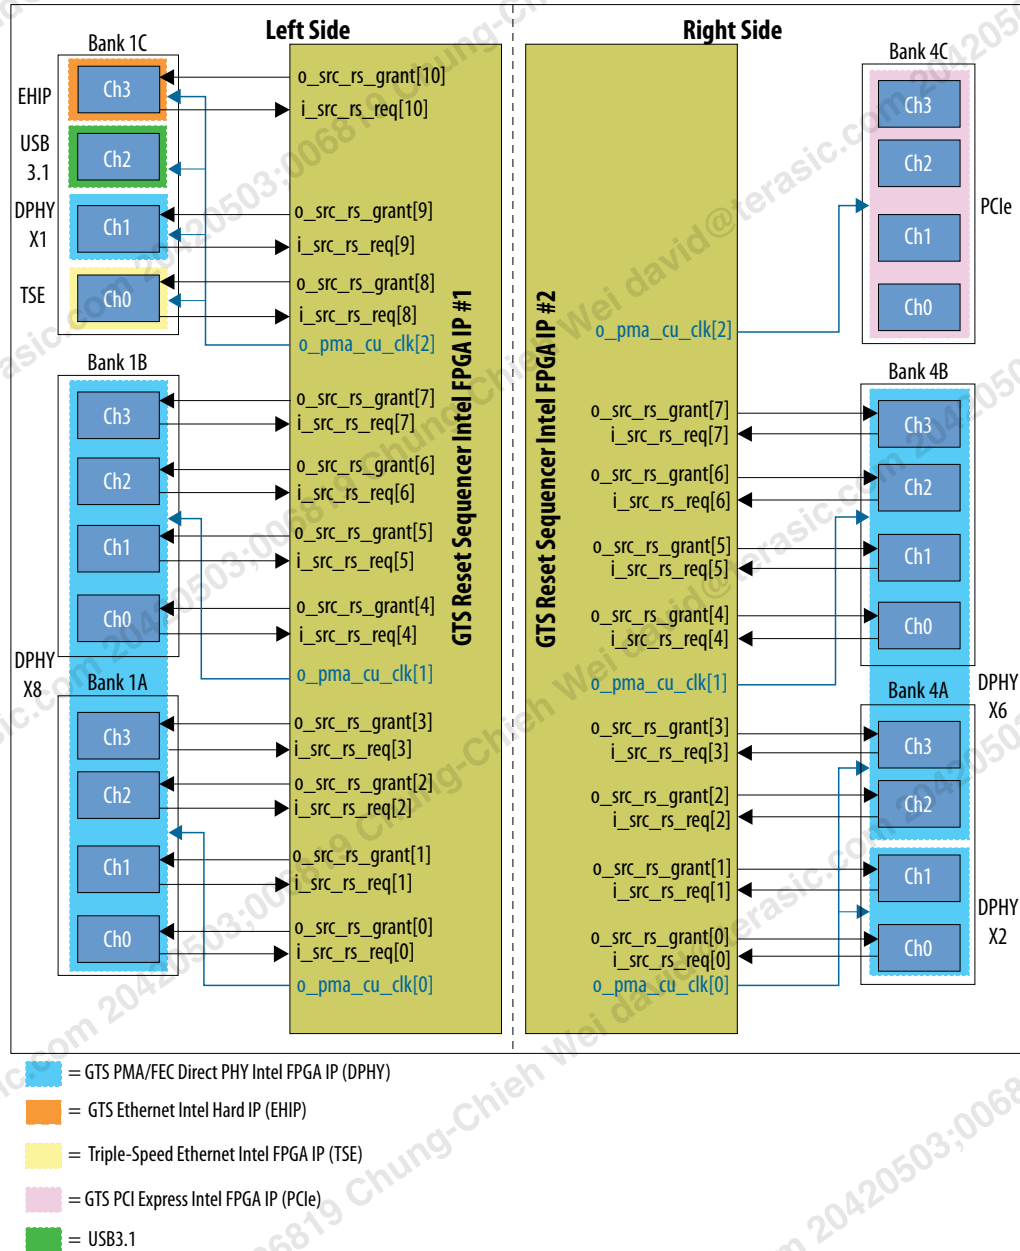 Left Side
Right Side
Bank 1C
EHIP
Ch3
o_src_rs_grant[10]
i_src_rs_req[10]
USB
3.1
Ch2
DPHY
X1
Ch1
o_src_rs_grant[9]
i_src_rs_req[9]
TSE
Ch0
o_src_rs_grant[8]
i_src_rs_req[8]
o_pma_cu_clk[2]
Bank 1B
Ch3
o_src_rs_grant[7]
i_src_rs_req[7]
Ch2
o_src_rs_grant[6]
i_src_rs_req[6]
Ch1
o_src_rs_grant[5]
i_src_rs_req[5]
Ch0
o_src_rs_grant[4]
i_src_rs_req[4]
DPHY
X8
o_pma_cu_clk[1]
Bank 1A
Ch3
o_src_rs_grant[3]
i_src_rs_req[3]
Ch2
o_src_rs_grant[2]
i_src_rs_req[2]
Ch1
o_src_rs_grant[1]
i_src_rs_req[1]
Ch0
o_src_rs_grant[0]
i_src_rs_req[0]
o_pma_cu_clk[0]
GTS Reset Sequencer Intel FPGA IP #1
GTS Reset Sequencer Intel FPGA IP #2
Bank 4C
Ch3
Ch2
PCIe
Ch1
Ch0
o_pma_cu_clk[2]
Bank 4B
o_src_rs_grant[7]
i_src_rs_req[7]
Ch3
o_src_rs_grant[6]
i_src_rs_req[6]
Ch2
o_src_rs_grant[5]
i_src_rs_req[5]
Ch1
o_src_rs_grant[4]
i_src_rs_req[4]
Ch0
o_pma_cu_clk[1]
Bank 4A
DPHY
X6
o_src_rs_grant[3]
i_src_rs_req[3]
Ch3
o_src_rs_grant[2]
i_src_rs_req[2]
Ch2
o_src_rs_grant[1]
i_src_rs_req[1]
Ch1
DPHY
X2
o_src_rs_grant[0]
i_src_rs_req[0]
Ch0
o_pma_cu_clk[0]
= GTS PMA/FEC Direct PHY Intel FPGA IP (DPHY)
= GTS Ethernet Intel Hard IP (EHIP)
= Triple-Speed Ethernet Intel FPGA IP (TSE)
= GTS PCI Express Intel FPGA IP (PCIe)
= USB3.1
20420503;006819 Chung-Chieh Wei david@terasic.com 20420503